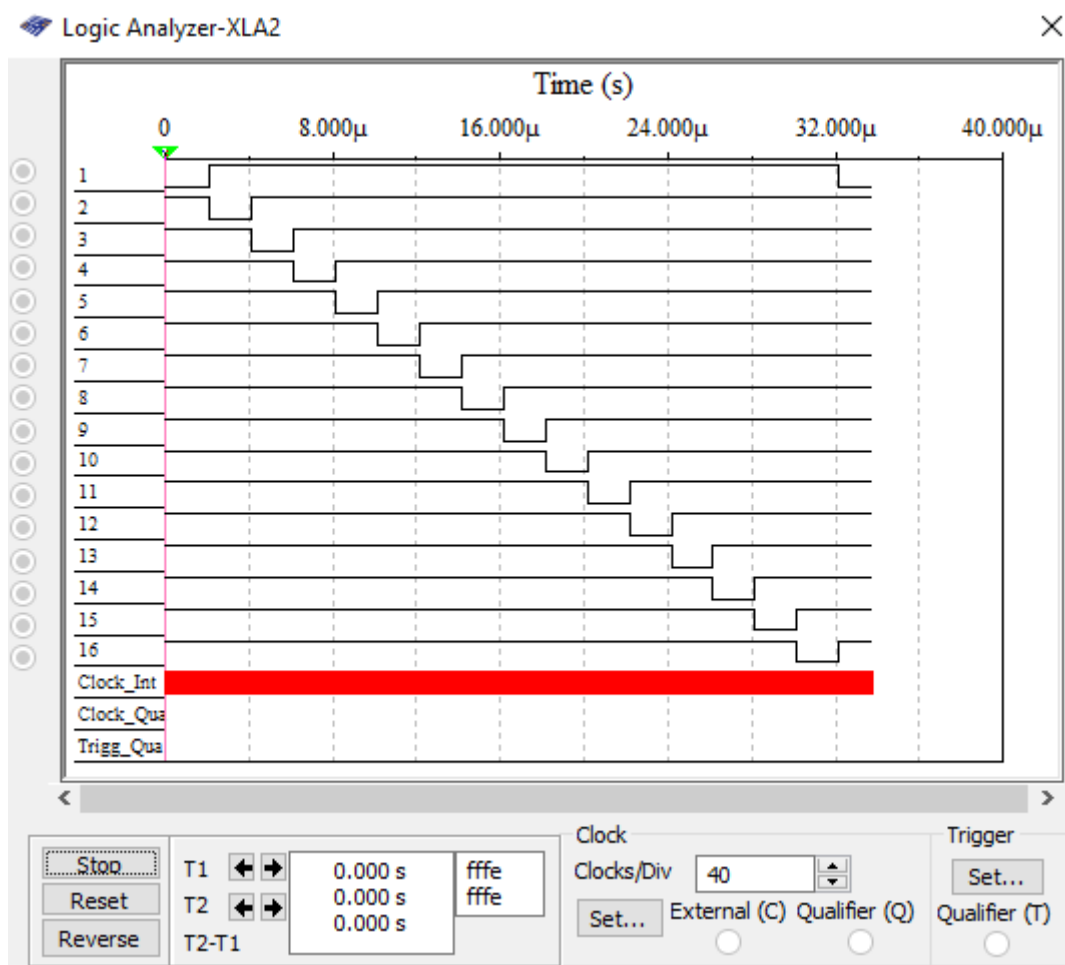 Logic Analyzer-XLA2
Time (s)
0 8.000µ 16.000µ 24.000µ 32.000µ 40.000µ
1
2
3
4
5
6
7
8
9
10
11
12
13
14
15
16
Clock_Int
Clock_Qua
Trigg_Qua
Stop
Reset
Reverse
T1
T2
T2-T1
0.000 s
0.000 s
0.000 s
fffe
fffe
Clock
Clocks/Div 40
Set... External (C) Qualifier (Q)
Trigger
Set...
Qualifier (T)